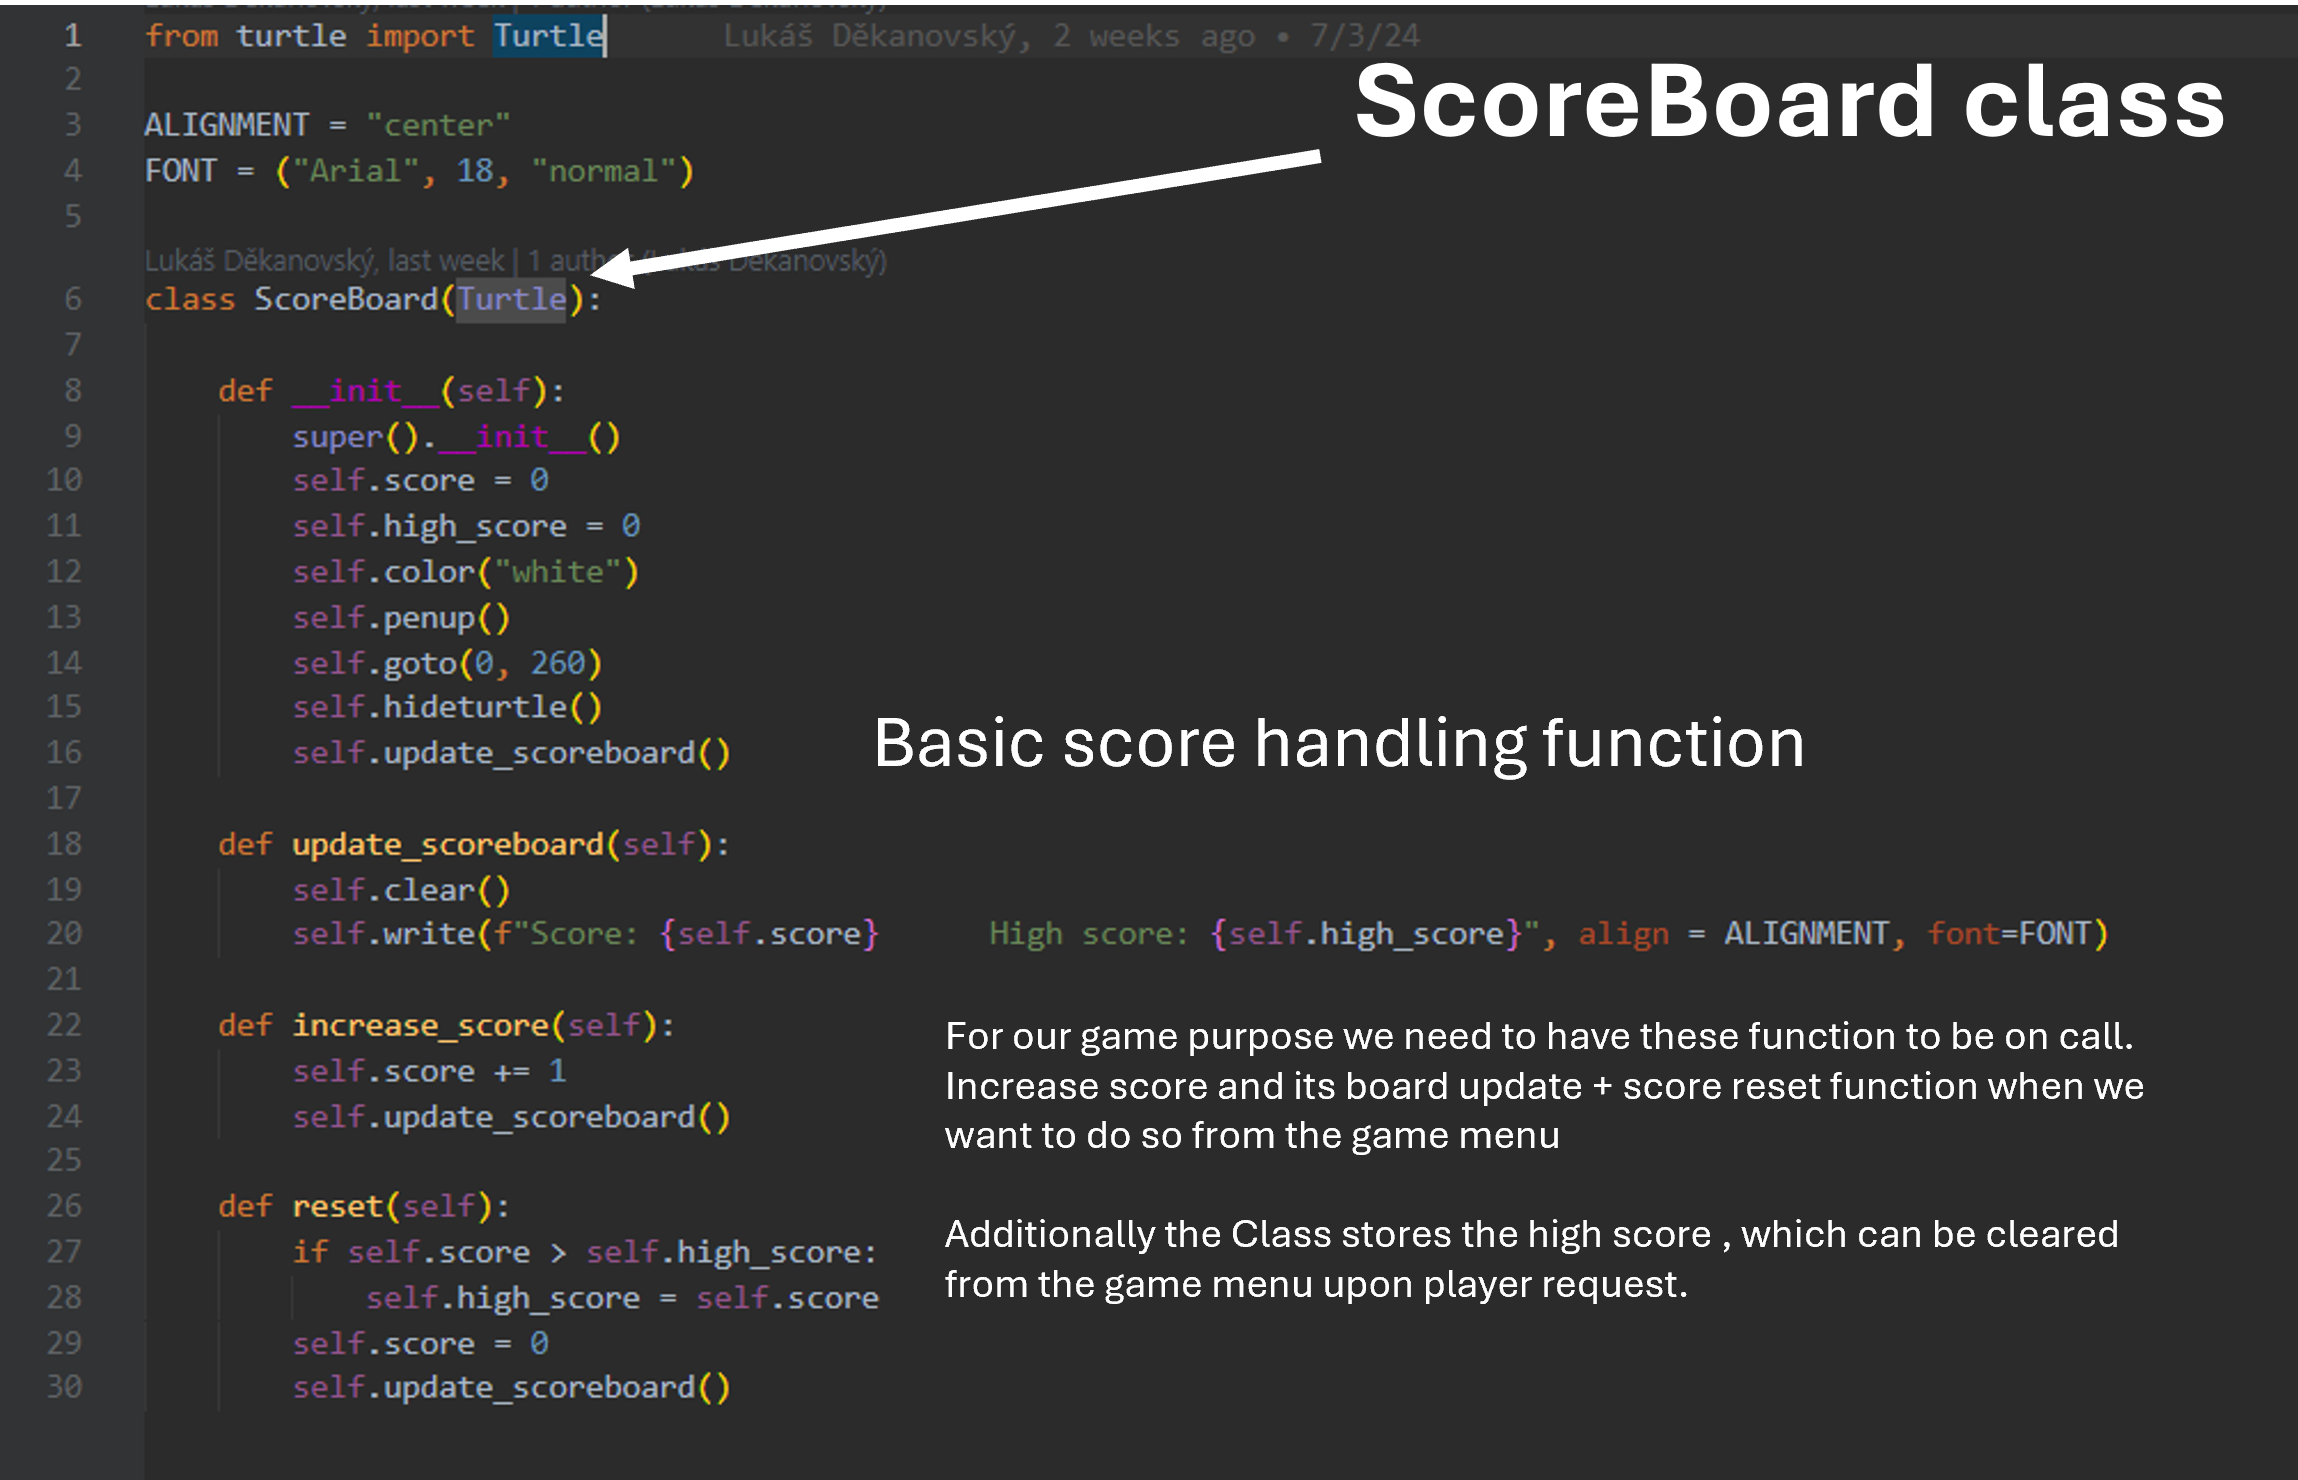 1 from turtle import Turtle Lukáš Děkanovský, 2 weeks ago • 7/3/24
ScoreBoard class
2
3 ALIGNMENT = "center"
4 FONT = ("Arial", 18, "normal")
5
Lukáš Děkanovský, last week | 1 author (Lukáš Děkanovský)
6 class ScoreBoard(Turtle):
7
8 def __init__(self):
9 super().__init__()
10 self.score = 0
11 self.high_score = 0
12 self.color("white")
13 self.penup()
14 self.goto(0, 260)
15 self.hideturtle()
16 self.update_scoreboard()
Basic score handling function
17
18 def update_scoreboard(self):
19 self.clear()
20 self.write(f"Score: {self.score}      High score: {self.high_score}", align = ALIGNMENT, font=FONT)
21
22 def increase_score(self):
23 self.score += 1
24 self.update_scoreboard()
25
26 def reset(self):
27 if self.score > self.high_score:
28 self.high_score = self.score
29 self.score = 0
30 self.update_scoreboard()
For our game purpose we need to have these function to be on call.
Increase score and its board update + score reset function when we
want to do so from the game menu
Additionally the Class stores the high score , which can be cleared
from the game menu upon player request.